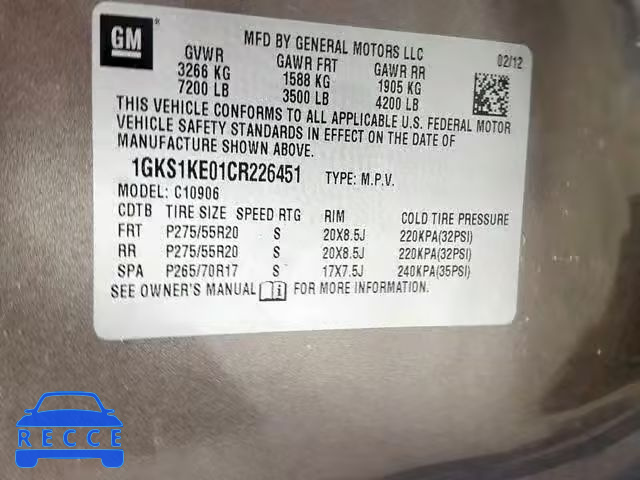 GM
MFD BY GENERAL MOTORS LLC
02/12
GVWR GAWR FRT GAWR RR
3266 KG 1588 KG 1905 KG
7200 LB 3500 LB 4200 LB
THIS VEHICLE CONFORMS TO ALL APPLICABLE U.S. FEDERAL MOTOR
VEHICLE SAFETY STANDARDS IN EFFECT ON THE DATE OF
MANUFACTURE SHOWN ABOVE.
1GKS1KE01CR226451 TYPE: M.P.V.
MODEL: C10906
CDTB TIRE SIZE SPEED RTG RIM COLD TIRE PRESSURE
FRT P275/55R20 S 20X8.5J 220KPA(32PSI)
RR P275/55R20 S 20X8.5J 220KPA(32PSI)
SPA P265/70R17 S 17X7.5J 240KPA(35PSI)
SEE OWNER'S MANUAL i FOR MORE INFORMATION.
RECCE